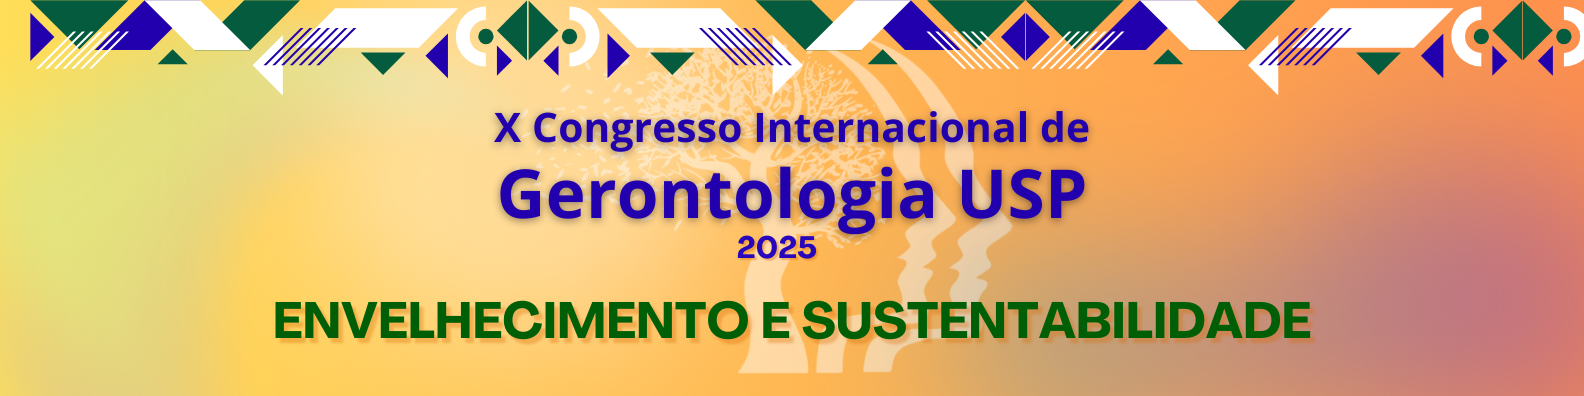 X Congresso Internacional de
Gerontologia USP
2025
ENVELHECIMENTO E SUSTENTABILIDADE